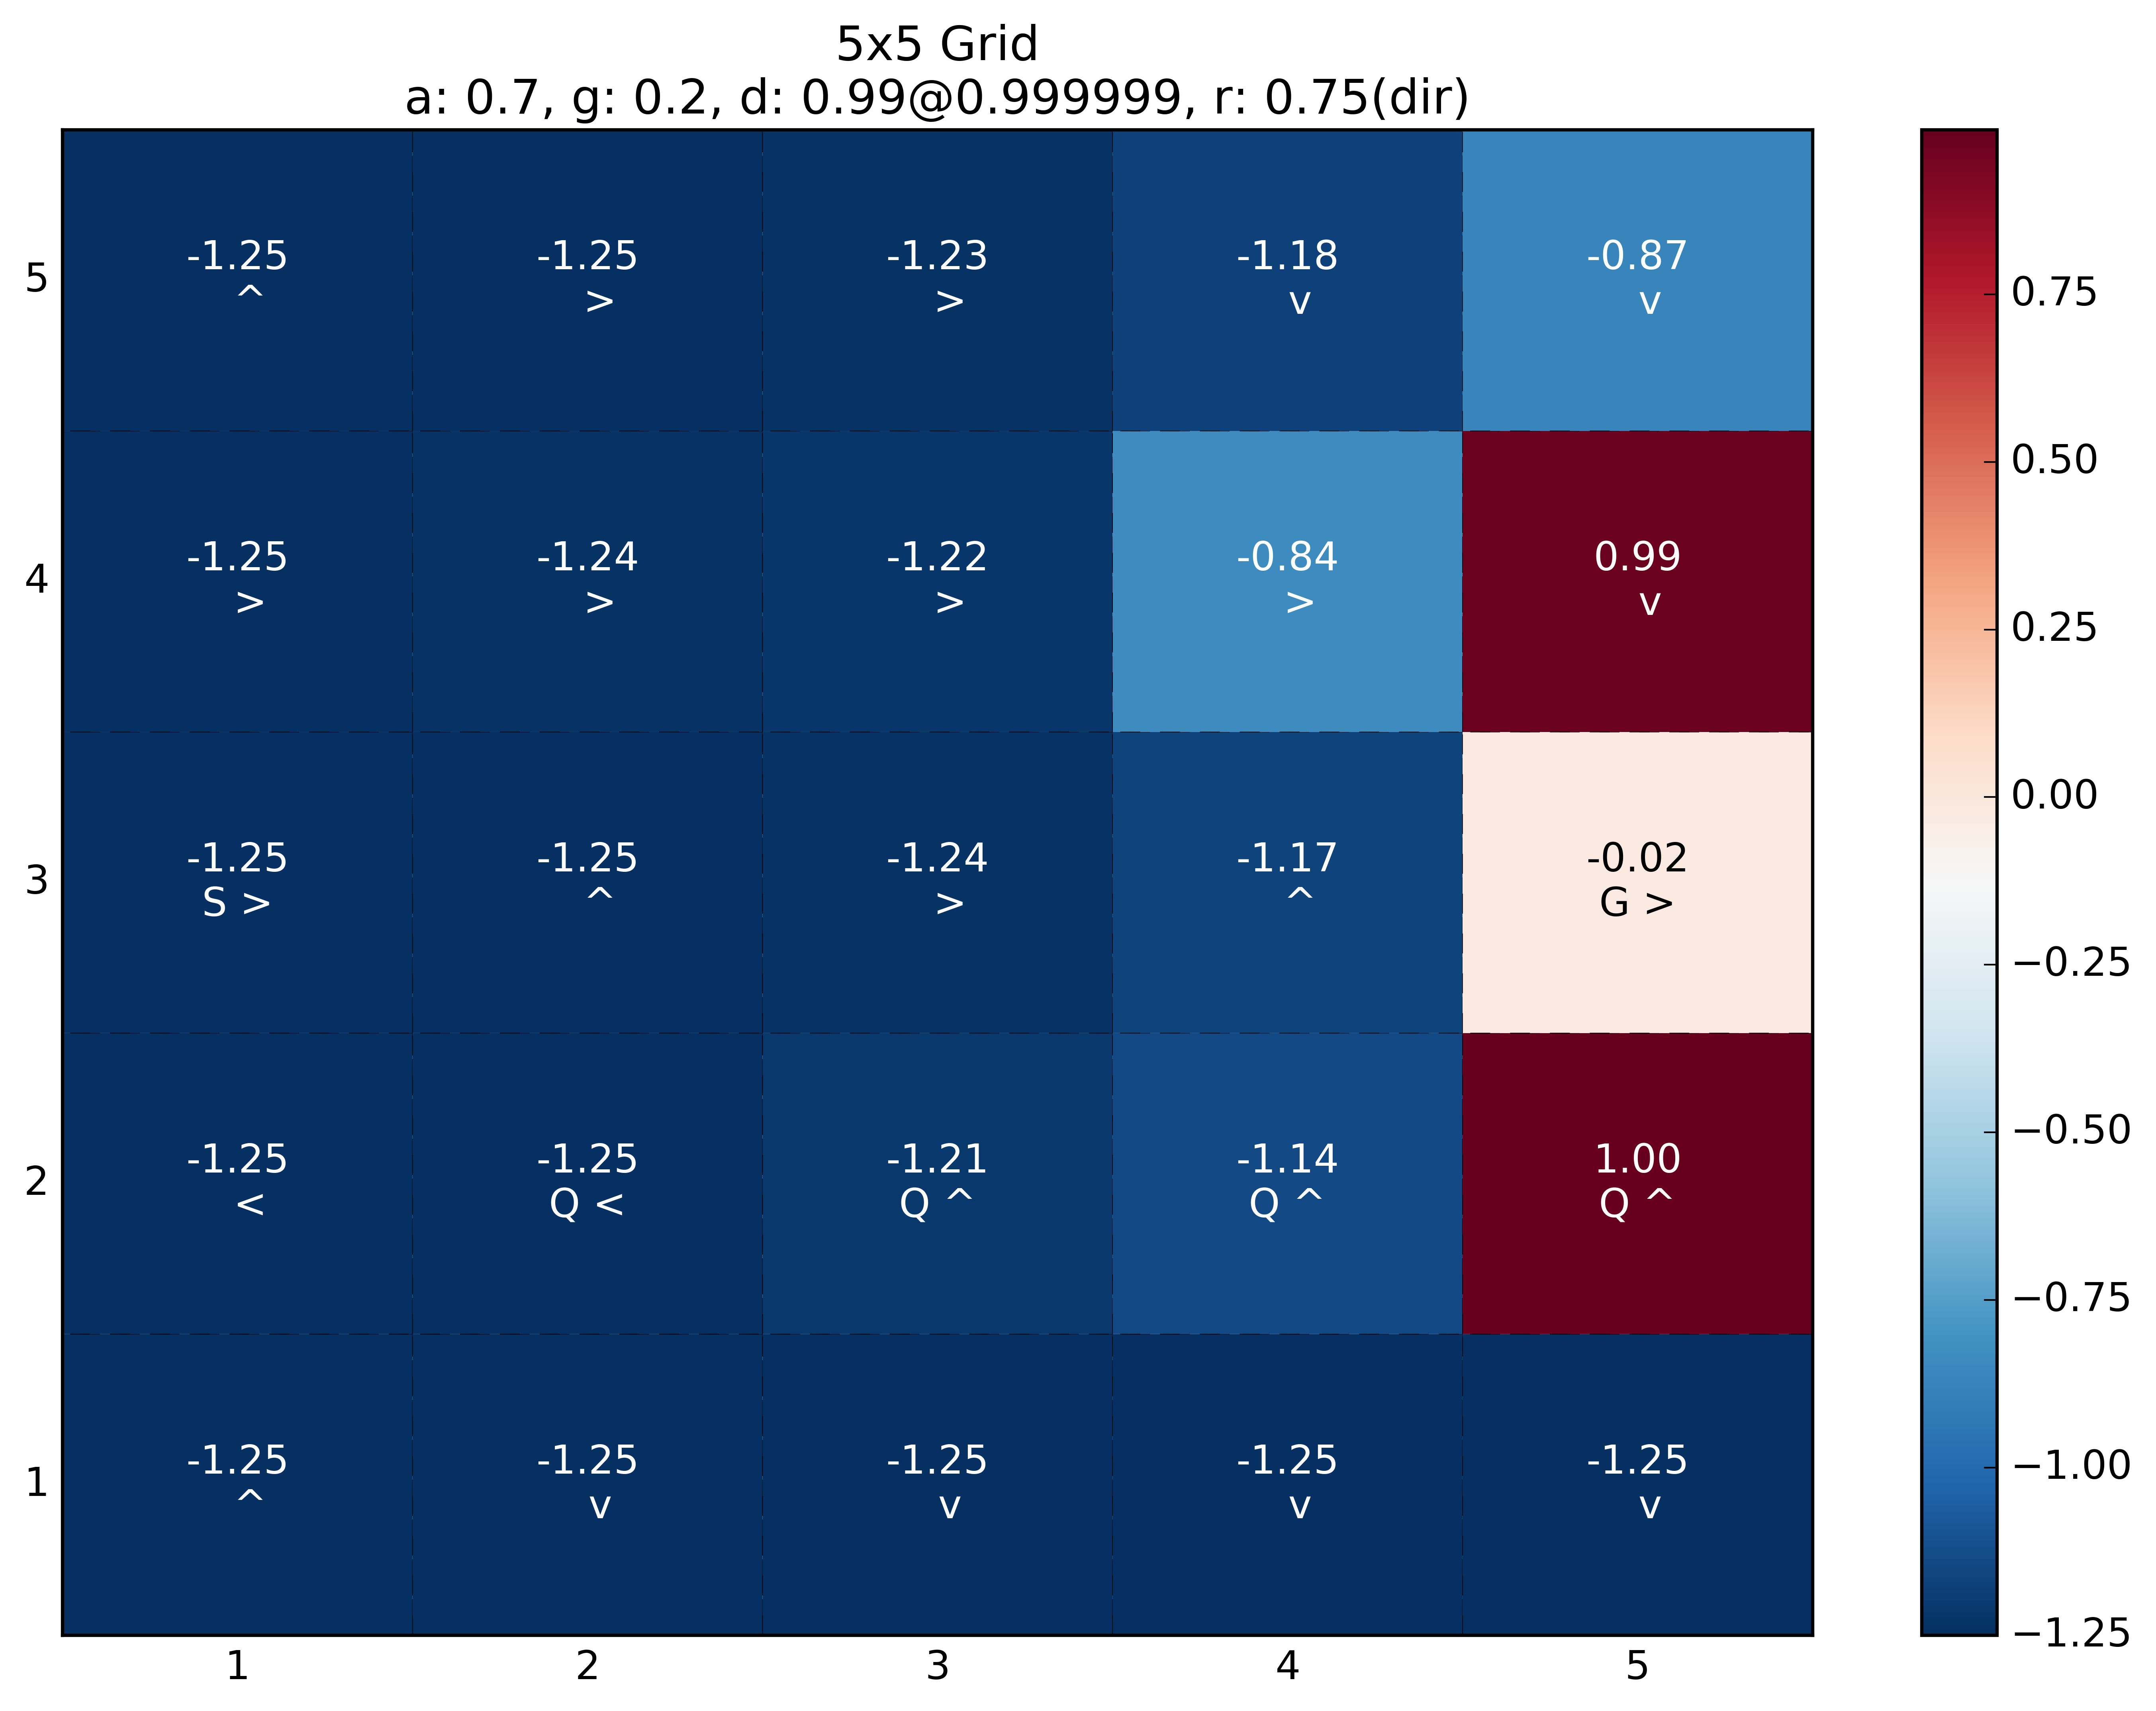 5x5 Grid
a: 0.7, g: 0.2, d: 0.99@0.999999, r: 0.75(dir)
5
-1.25 -1.25 -1.23 -1.18 -0.87
^ > > v v
4
-1.25 -1.24 -1.22 -0.84 0.99
> > > > v
3
-1.25 -1.25 -1.24 -1.17 -0.02
S > ^ > ^ G >
2
-1.25 -1.25 -1.21 -1.14 1.00
< Q < Q ^ Q ^ Q ^
1
-1.25 -1.25 -1.25 -1.25 -1.25
^ v v v v
1 2 3 4 5
0.75
0.50
0.25
0.00
−0.25
−0.50
−0.75
−1.00
−1.25